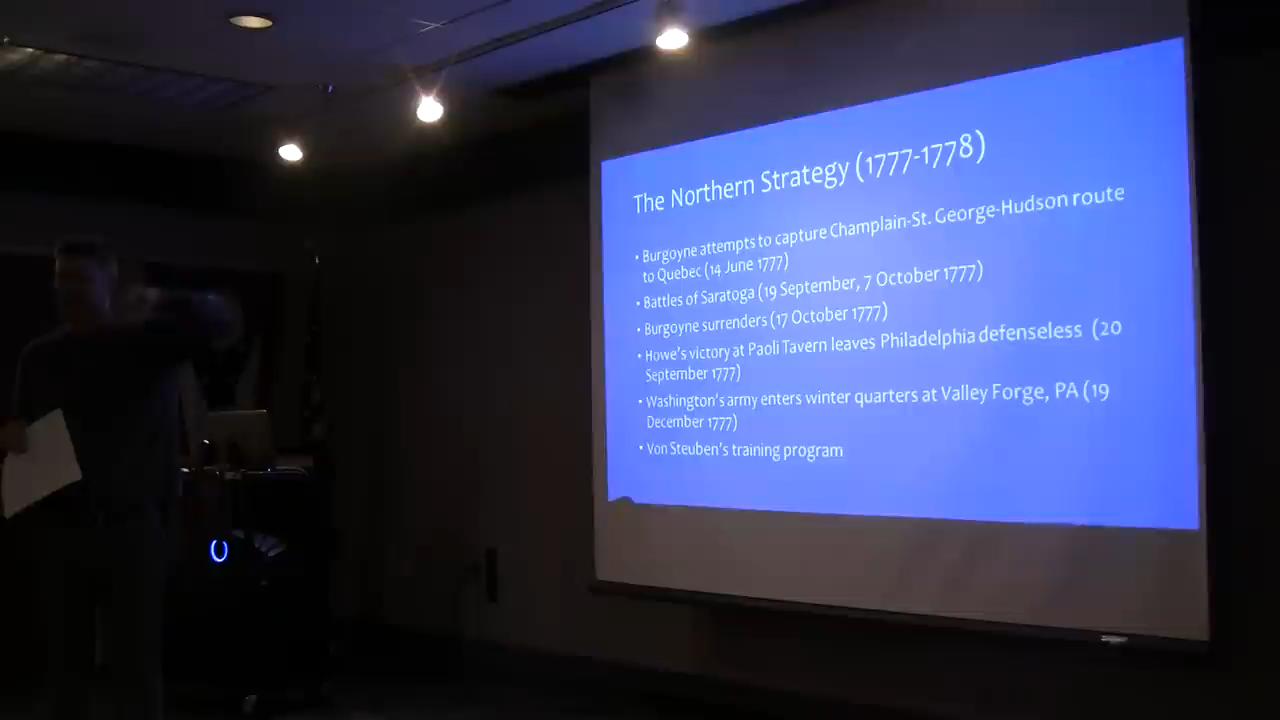 The Northern Strategy (1777-1778)
• Burgoyne attempts to capture Champlain-St. George-Hudson route
to Quebec (14 June 1777)
• Battles of Saratoga (19 September, 7 October 1777)
• Burgoyne surrenders (17 October 1777)
• Howe's victory at Paoli Tavern leaves Philadelphia defenseless (20
September 1777)
• Washington's army enters winter quarters at Valley Forge, PA (19
December 1777)
• Von Steuben's training program